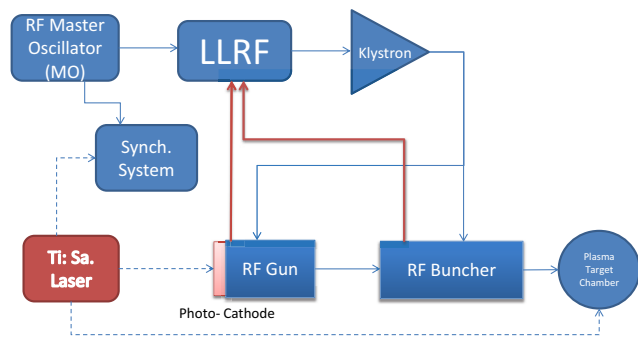 RF Master
Oscillator
(MO)
LLRF
Klystron
Synch.
System
Ti: Sa.
Laser
RF Gun
RF Buncher
Plasma
Target
Chamber
Photo- Cathode